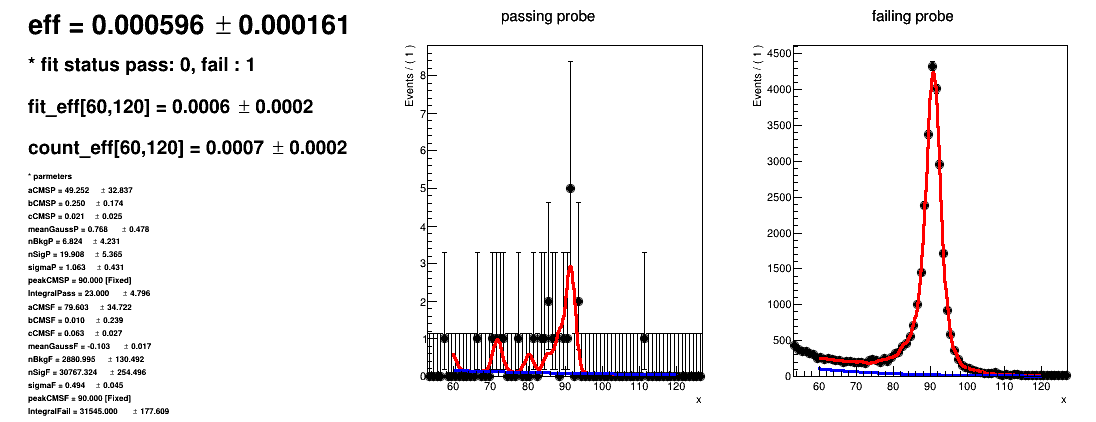 eff = 0.000596 ± 0.000161
* fit status pass: 0, fail : 1
fit_eff[60,120] = 0.0006 ± 0.0002
count_eff[60,120] = 0.0007 ± 0.0002
* parmeters
aCMSP = 49.252 ± 32.837
bCMSP = 0.250 ± 0.174
cCMSP = 0.021 ± 0.025
meanGaussP = 0.768 ± 0.478
nBkgP = 6.824 ± 4.231
nSigP = 19.908 ± 5.365
sigmaP = 1.063 ± 0.431
peakCMSP = 90.000 [Fixed]
IntegralPass = 23.000 ± 4.796
aCMSF = 79.603 ± 34.722
bCMSF = 0.010 ± 0.239
cCMSF = 0.063 ± 0.027
meanGaussF = -0.103 ± 0.017
nBkgF = 2880.995 ± 130.492
nSigF = 30767.324 ± 254.496
sigmaF = 0.494 ± 0.045
peakCMSF = 90.000 [Fixed]
IntegralFail = 31545.000 ± 177.609
passing probe
Events / ( 1 )
8
7
6
5
4
3
2
1
0
60 70 80 90 100 110 120
x
failing probe
Events / ( 1 )
4500
4000
3500
3000
2500
2000
1500
1000
500
0
60 70 80 90 100 110 120
x